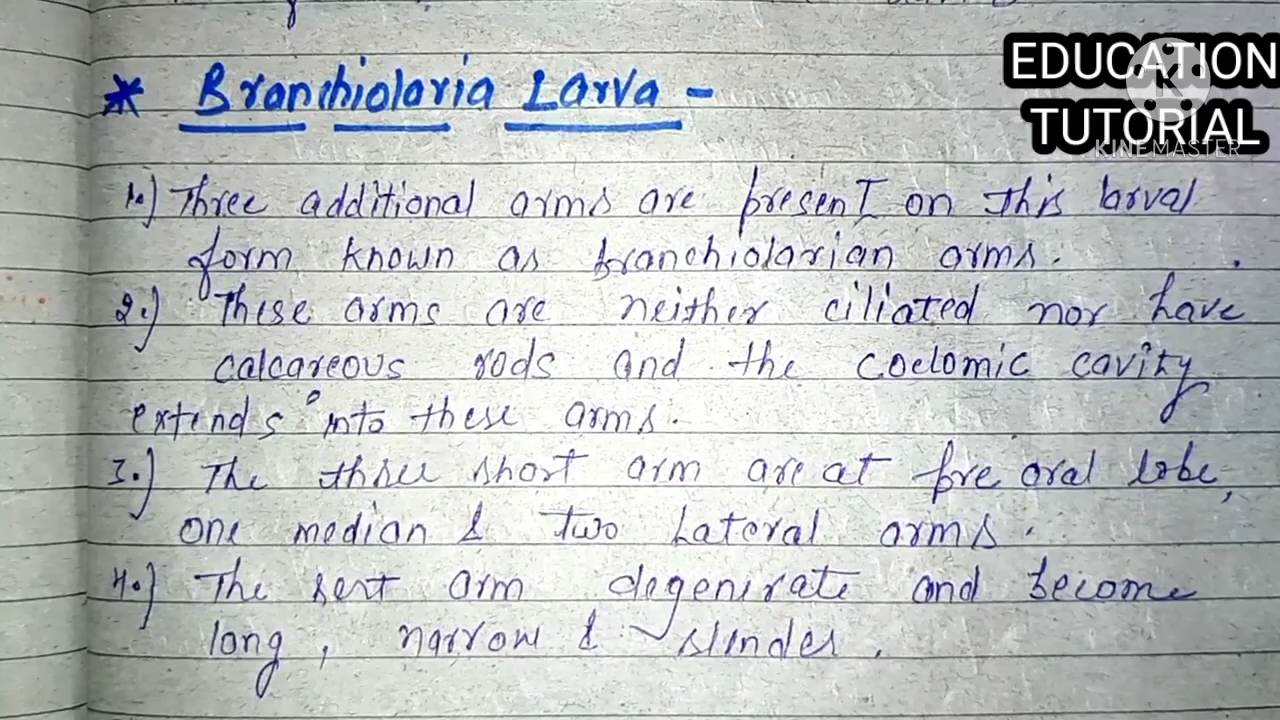 EDUCATION
TUTORIAL
KINEMASTER
* Branchiolaria Larva -
1.) Three additional arms are present on this larval
form known as branchiolarian arms.
2.) These arms are neither ciliated nor have
calcareous rods and the coelomic cavity
extends into these arms.
3.) The three short arm are at pre oral lobe,
one median & two Lateral arms.
4.) The rest arm degenerate and become
long, narrow & slender.